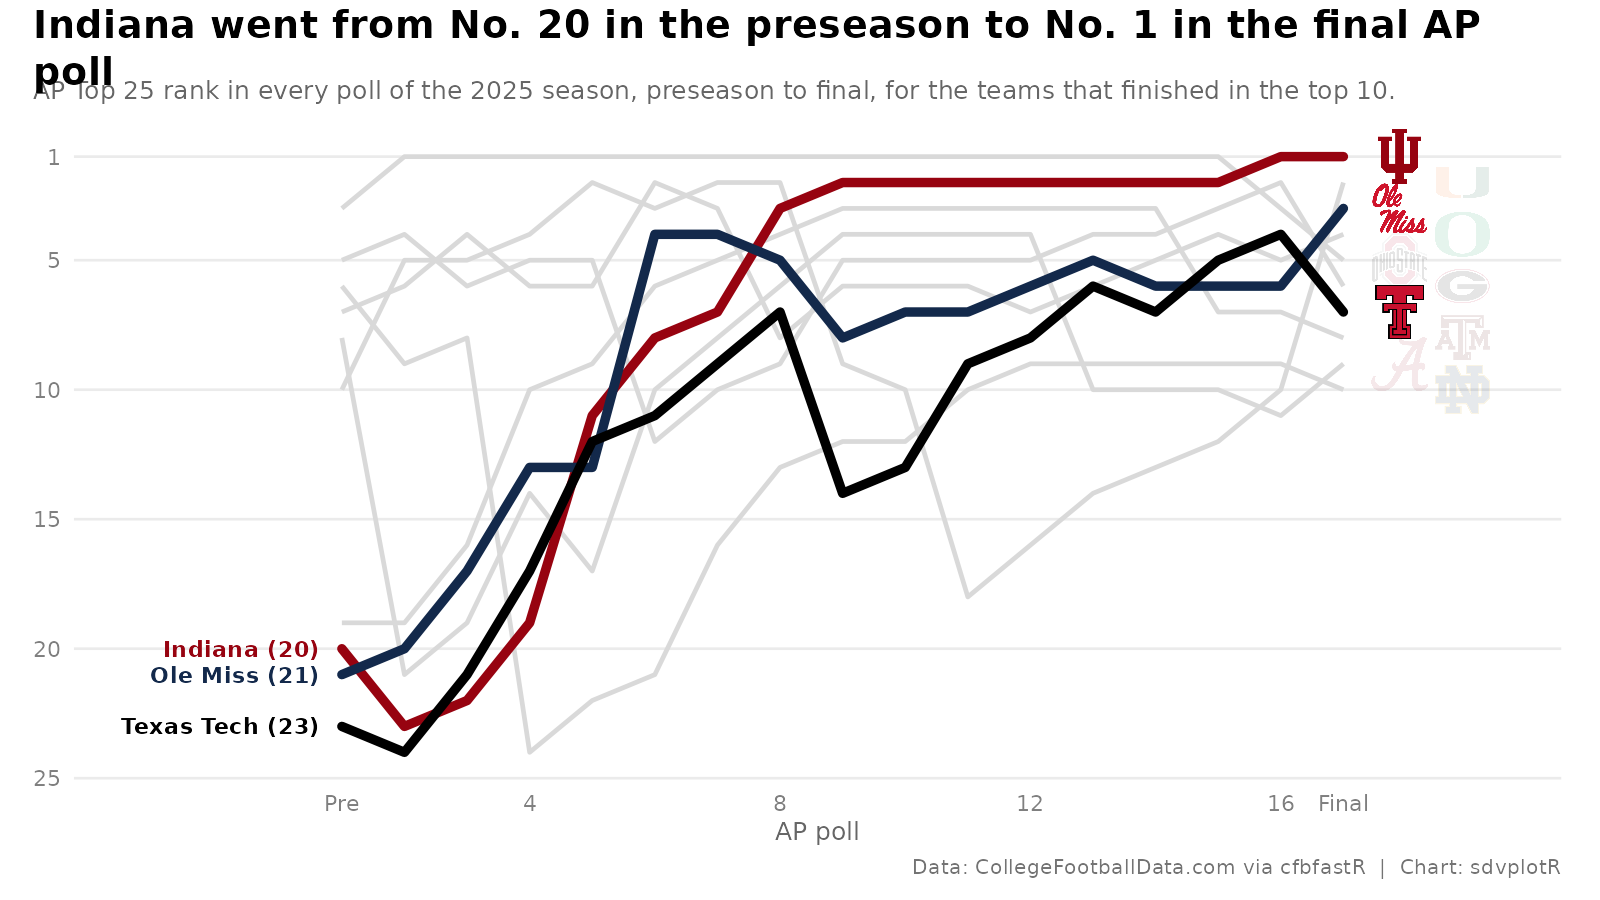 Indiana went from No. 20 in the preseason to No. 1 in the final AP
poll
AP Top 25 rank in every poll of the 2025 season, preseason to final, for the teams that finished in the top 10.
1
5
10
15
20
25
Indiana (20)
Ole Miss (21)
Texas Tech (23)
Ole
Miss
U
O
OHIO STATE
G
T
A T M
A
ND
Pre
4
8
12
16
Final
AP poll
Data: CollegeFootballData.com via cfbfastR | Chart: sdvplotR